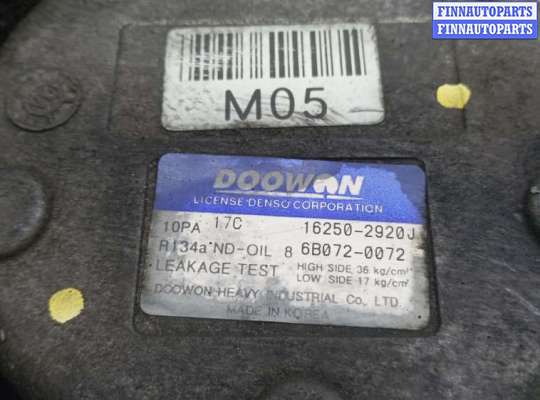 FINNAUTOPARTS
FINNAUTOPARTS
M05
DOOWON
LICENSE DENSO CORPORATION
10PA 17C 16250-2920J
R134a ND-OIL 8 6B072-0072
LEAKAGE TEST HIGH SIDE 36 kg/cm²
LOW SIDE 17 kg/cm²
DOOWON HEAVY INDUSTRIAL Co., LTD.
MADE IN KOREA